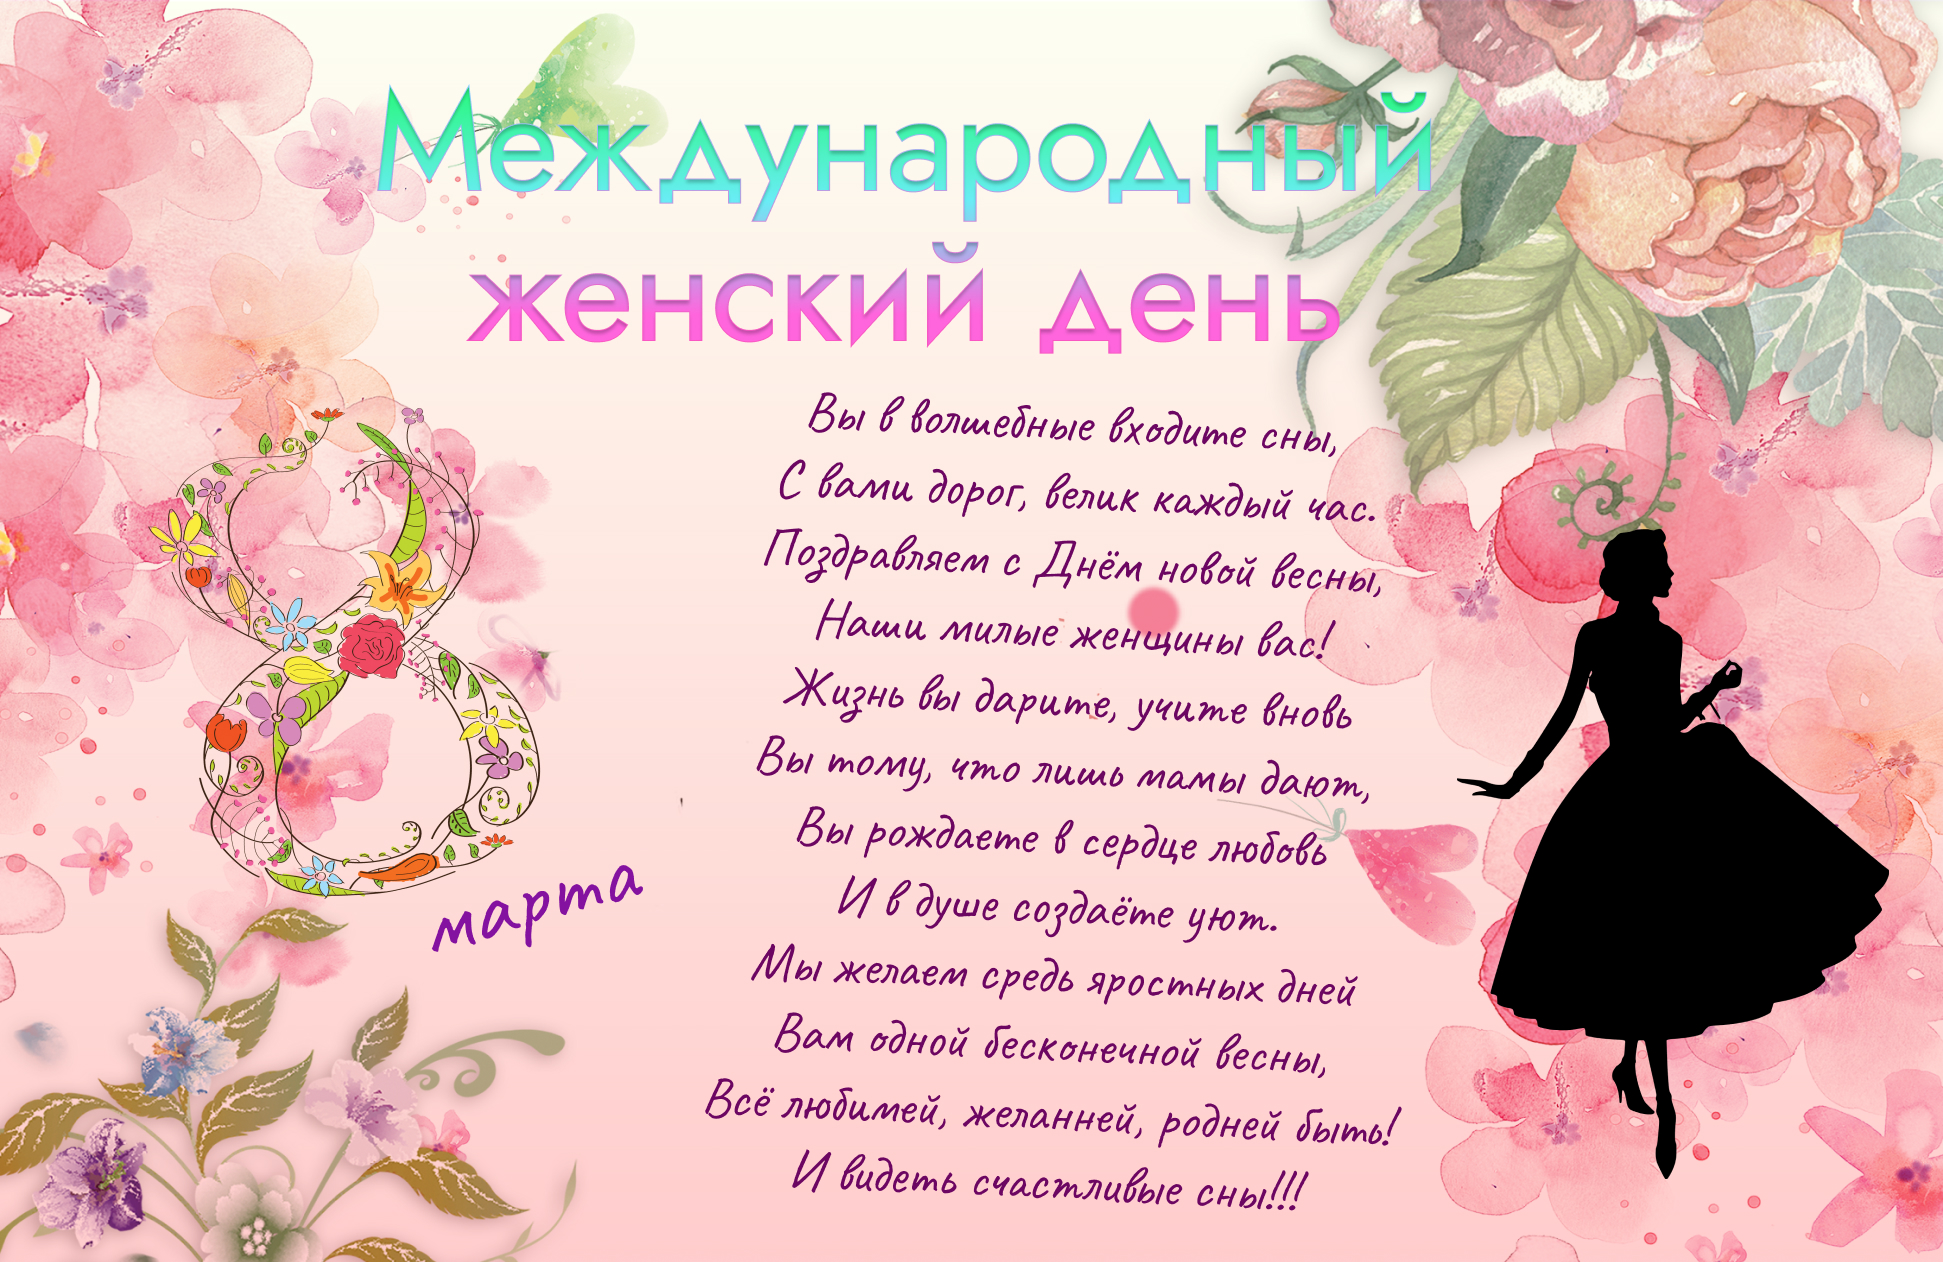 Международный
женский день
Вы в волшебные входите сны,
С вами дорог, велик каждый час.
Поздравляем с Днём новой весны,
Наши милые женщины вас!
Жизнь вы дарите, учите вновь
Вы тому, что лишь мамы дают,
Вы рождаете в сердце любовь
И в душе создаёте уют.
Мы желаем средь яростных дней
Вам одной бесконечной весны,
Всё любимей, желанней, родней быть!
И видеть счастливые сны!!!
8
марта